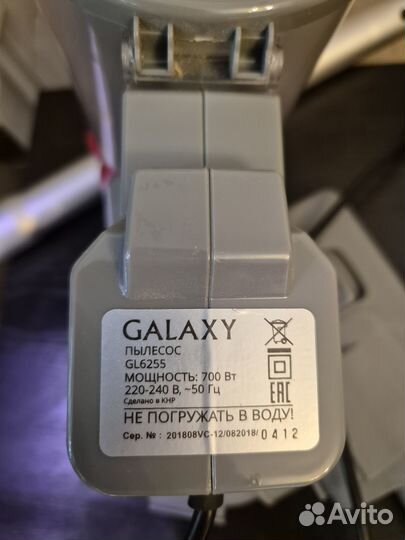 GALAXY
ПЫЛЕСОС
GL6255
МОЩНОСТЬ: 700 Вт
220-240 В, ~50 Гц
Сделано в КНР
EAC
НЕ ПОГРУЖАТЬ В ВОДУ!
Сер. № : 201808VC-12/082018/0412
Avito